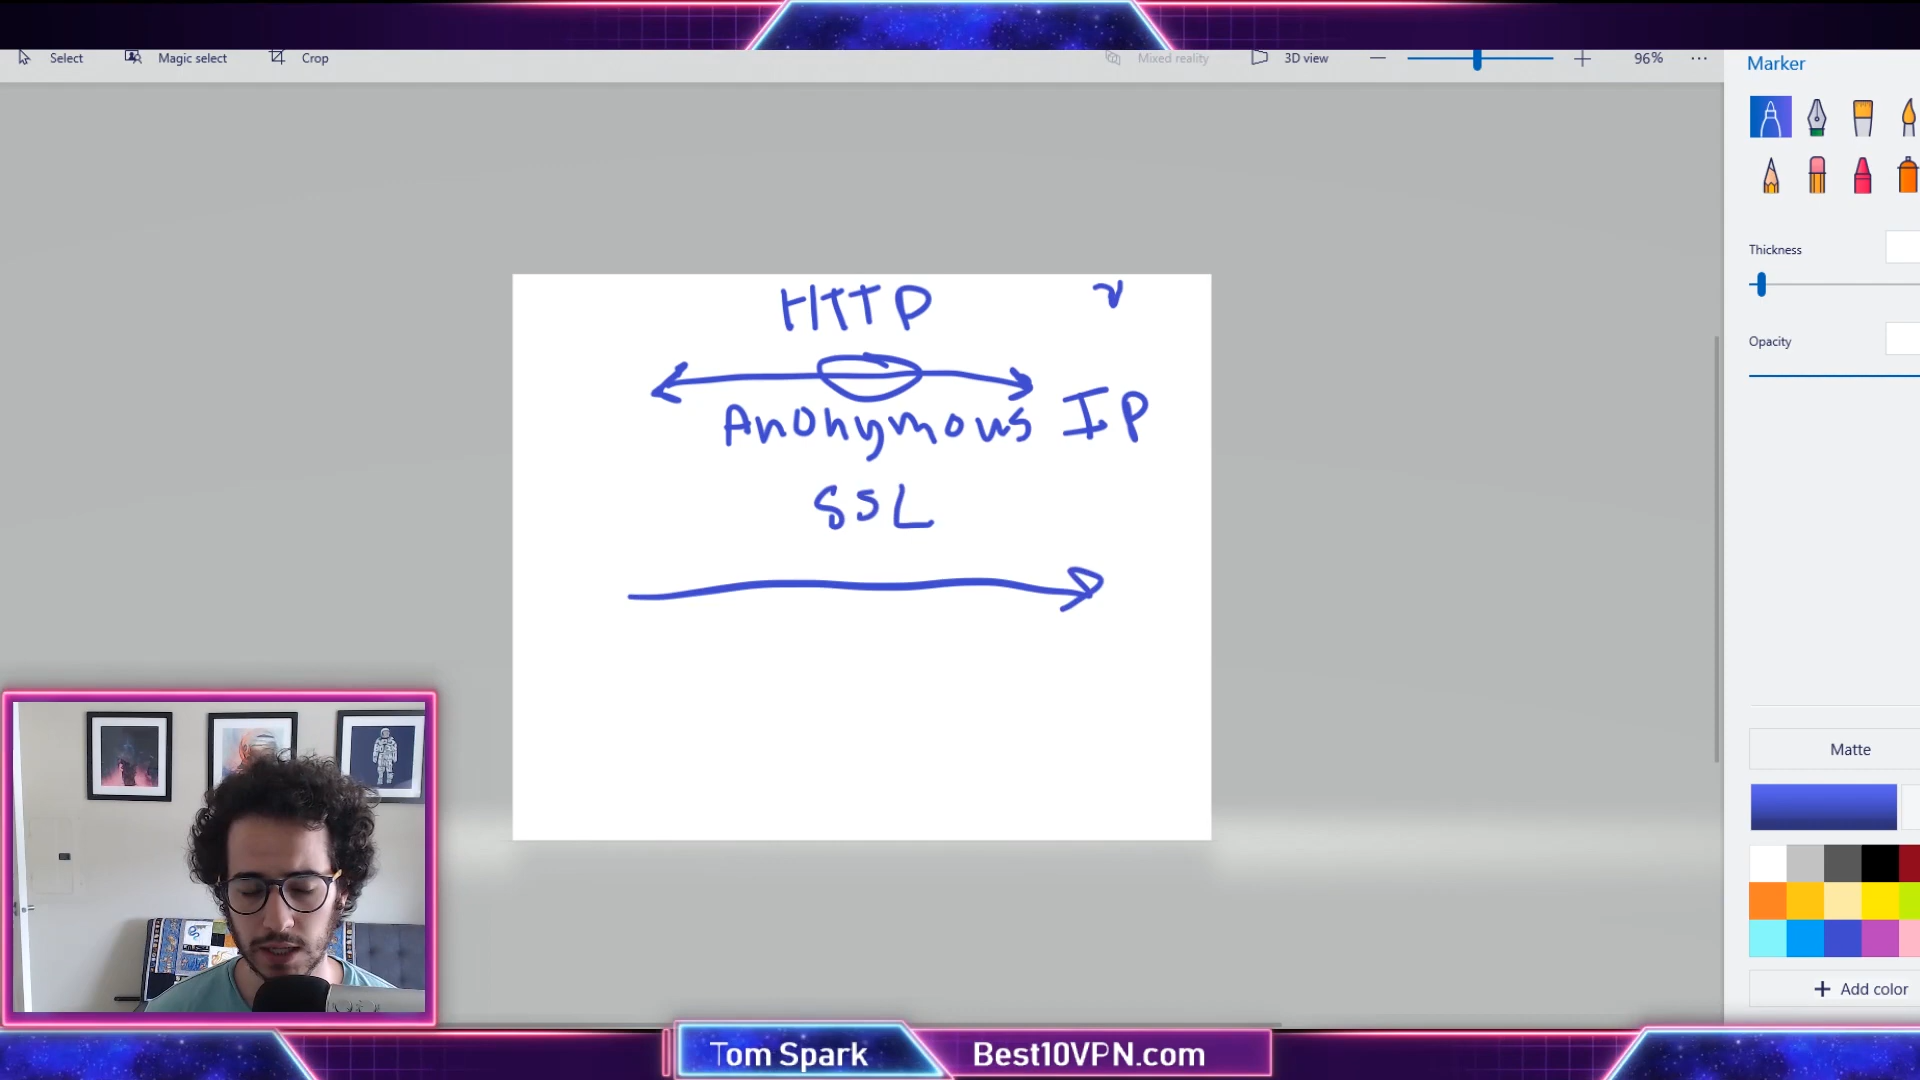 Select
Magic select
Crop
Mixed reality
3D view
96%
Marker
Thickness
Opacity
HTTP
Anonymous IP
SSL
Matte
Add color
Tom Spark
Best10VPN.com